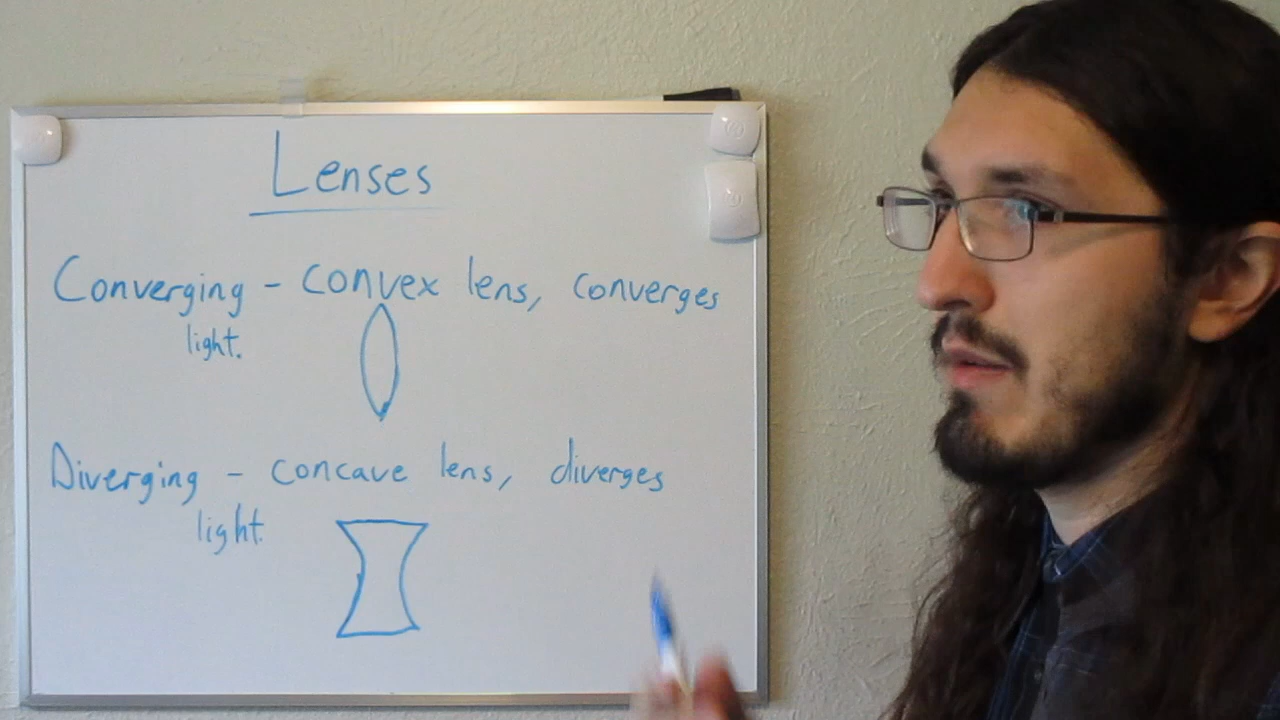 Lenses
Converging - convex lens, converges
light.
Diverging - concave lens, diverges
light.